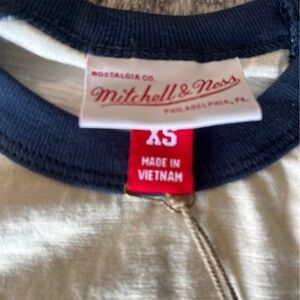 NOSTALGIA CO.
Mitchell & Ness
PHILADELPHIA, PA.
XS
MADE IN
VIETNAM